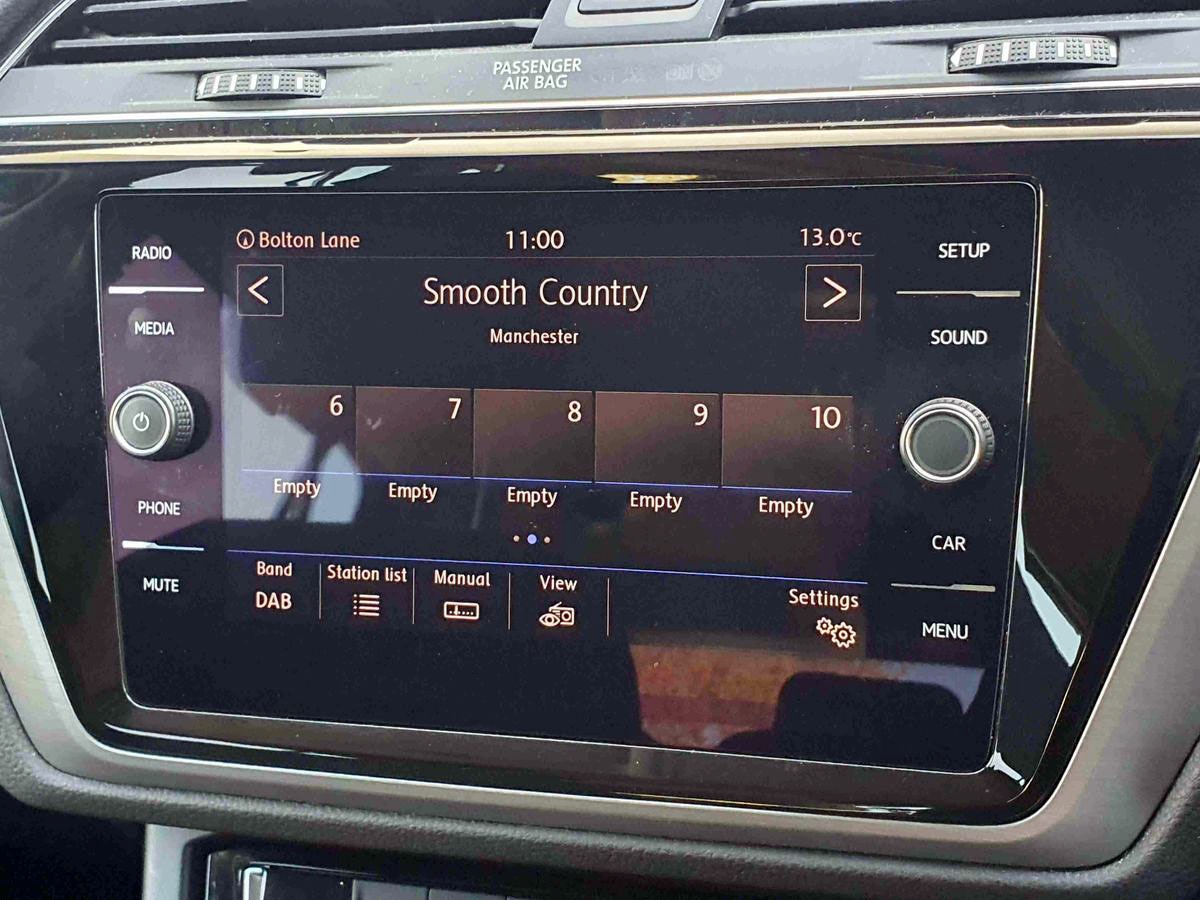 PASSENGER
AIR BAG
RADIO
MEDIA
PHONE
MUTE
Bolton Lane 11:00 13.0°C
< Smooth Country >
Manchester
6 7 8 9 10
Empty Empty Empty Empty Empty
Band Station list Manual View Settings
DAB
SETUP
SOUND
CAR
MENU